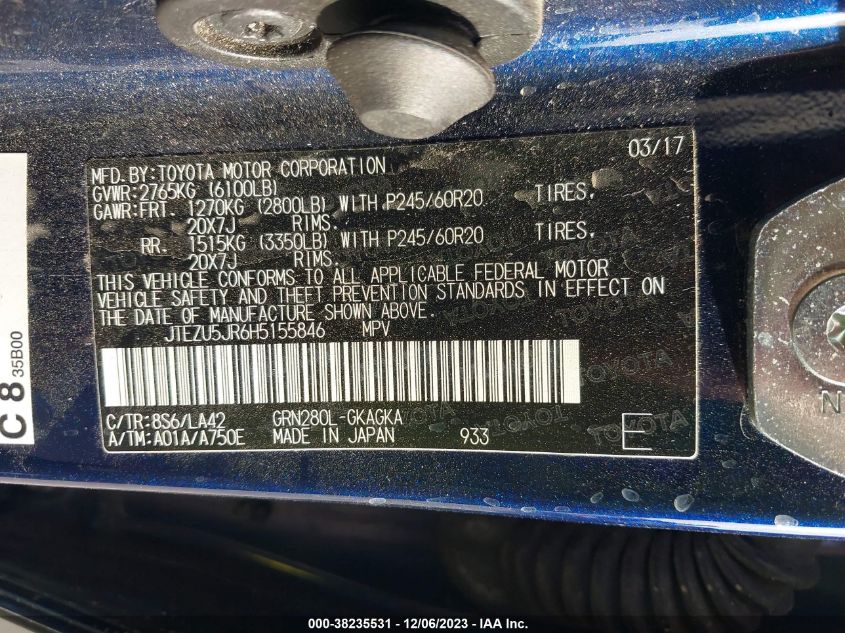 MFD. BY:TOYOTA MOTOR CORPORATION 03/17
GVWR:2765KG (6100LB)
GAWR:FRT. 1270KG (2800LB) WITH P245/60R20 TIRES,
20X7J RIMS.
RR. 1515KG (3350LB) WITH P245/60R20 TIRES,
20X7J RIMS.
THIS VEHICLE CONFORMS TO ALL APPLICABLE FEDERAL MOTOR
VEHICLE SAFETY AND THEFT PREVENTION STANDARDS IN EFFECT ON
THE DATE OF MANUFACTURE SHOWN ABOVE.
JTEZU5JR6H5155846 MPV
C/TR:8S6/LA42 GRN280L-GKAGKA
A/TM:A01A/A750E MADE IN JAPAN 933 E
C 8 35B00
TOYOTA
N
000-38235531 - 12/06/2023 - IAA Inc.